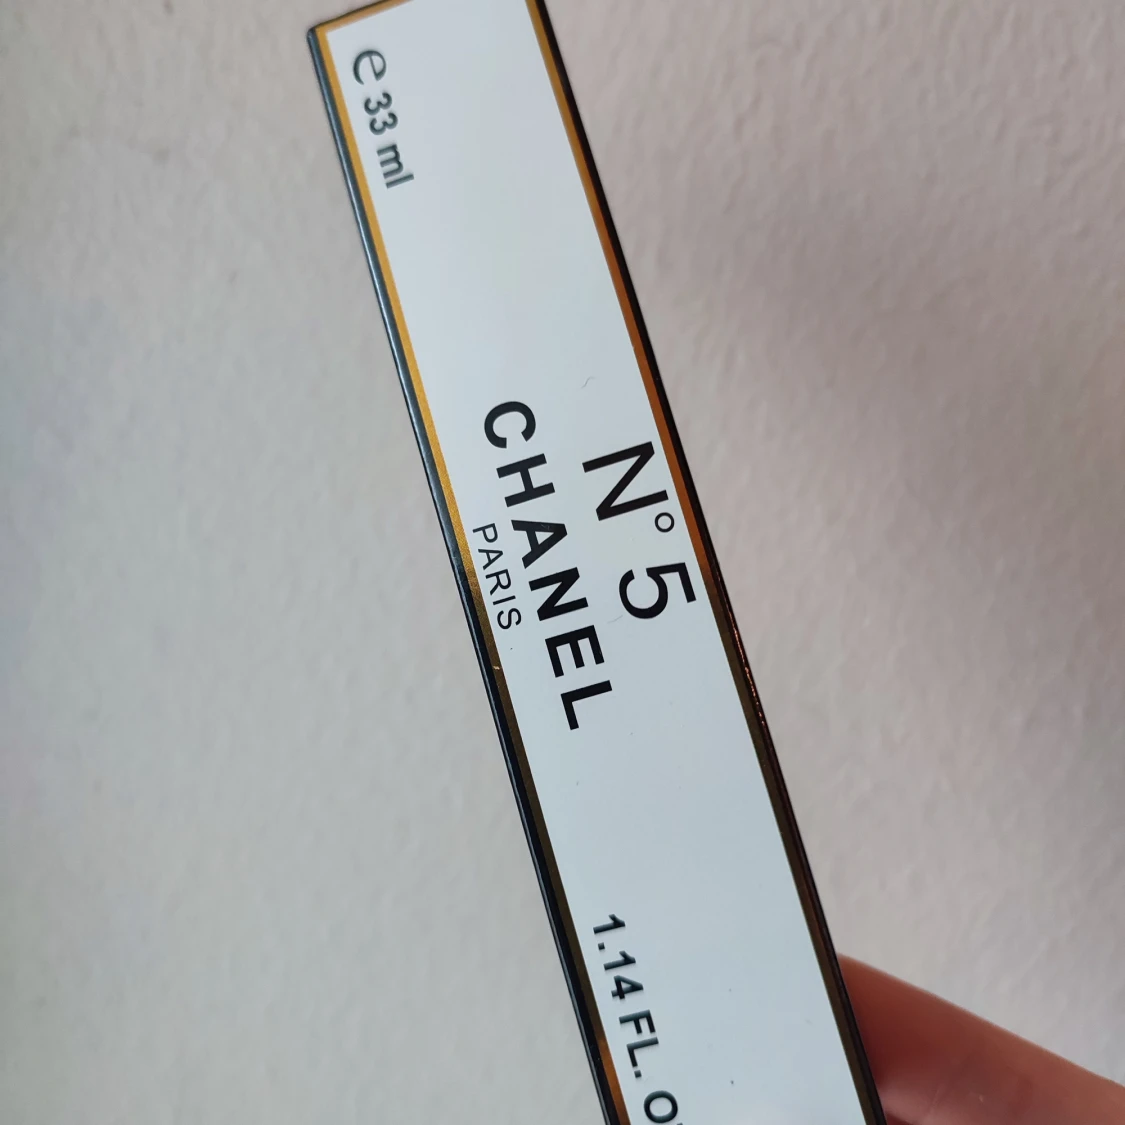 N° 5
CHANEL
PARIS
e 33 ml
1.14 FL.